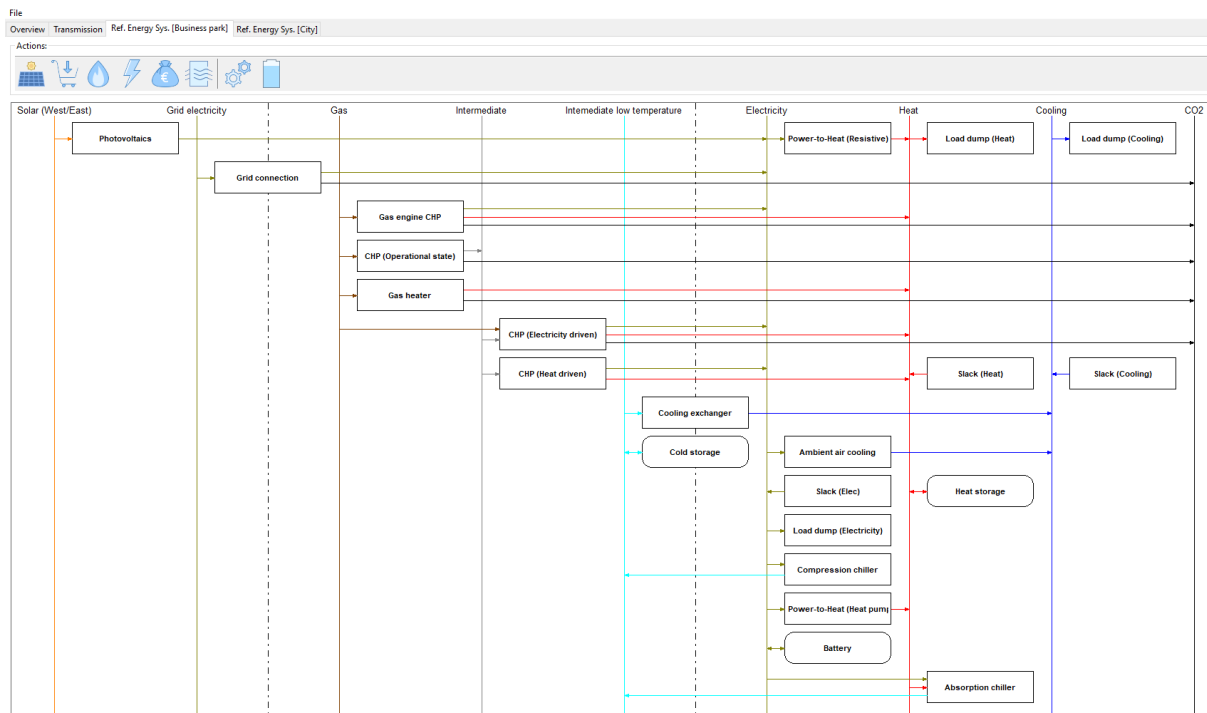 File
Overview Transmission Ref. Energy Sys. [Business park] Ref. Energy Sys. [City]
Actions:
Solar (West/East) Grid electricity Gas Intermediate Intemediate low temperature Electricity Heat Cooling CO2
Photovoltaics Power-to-Heat (Resistive) Load dump (Heat) Load dump (Cooling)
Grid connection
Gas engine CHP
CHP (Operational state)
Gas heater
CHP (Electricity driven)
CHP (Heat driven) Slack (Heat) Slack (Cooling)
Cooling exchanger
Cold storage Ambient air cooling
Slack (Elec) Heat storage
Load dump (Electricity)
Compression chiller
Power-to-Heat (Heat pump
Battery
Absorption chiller